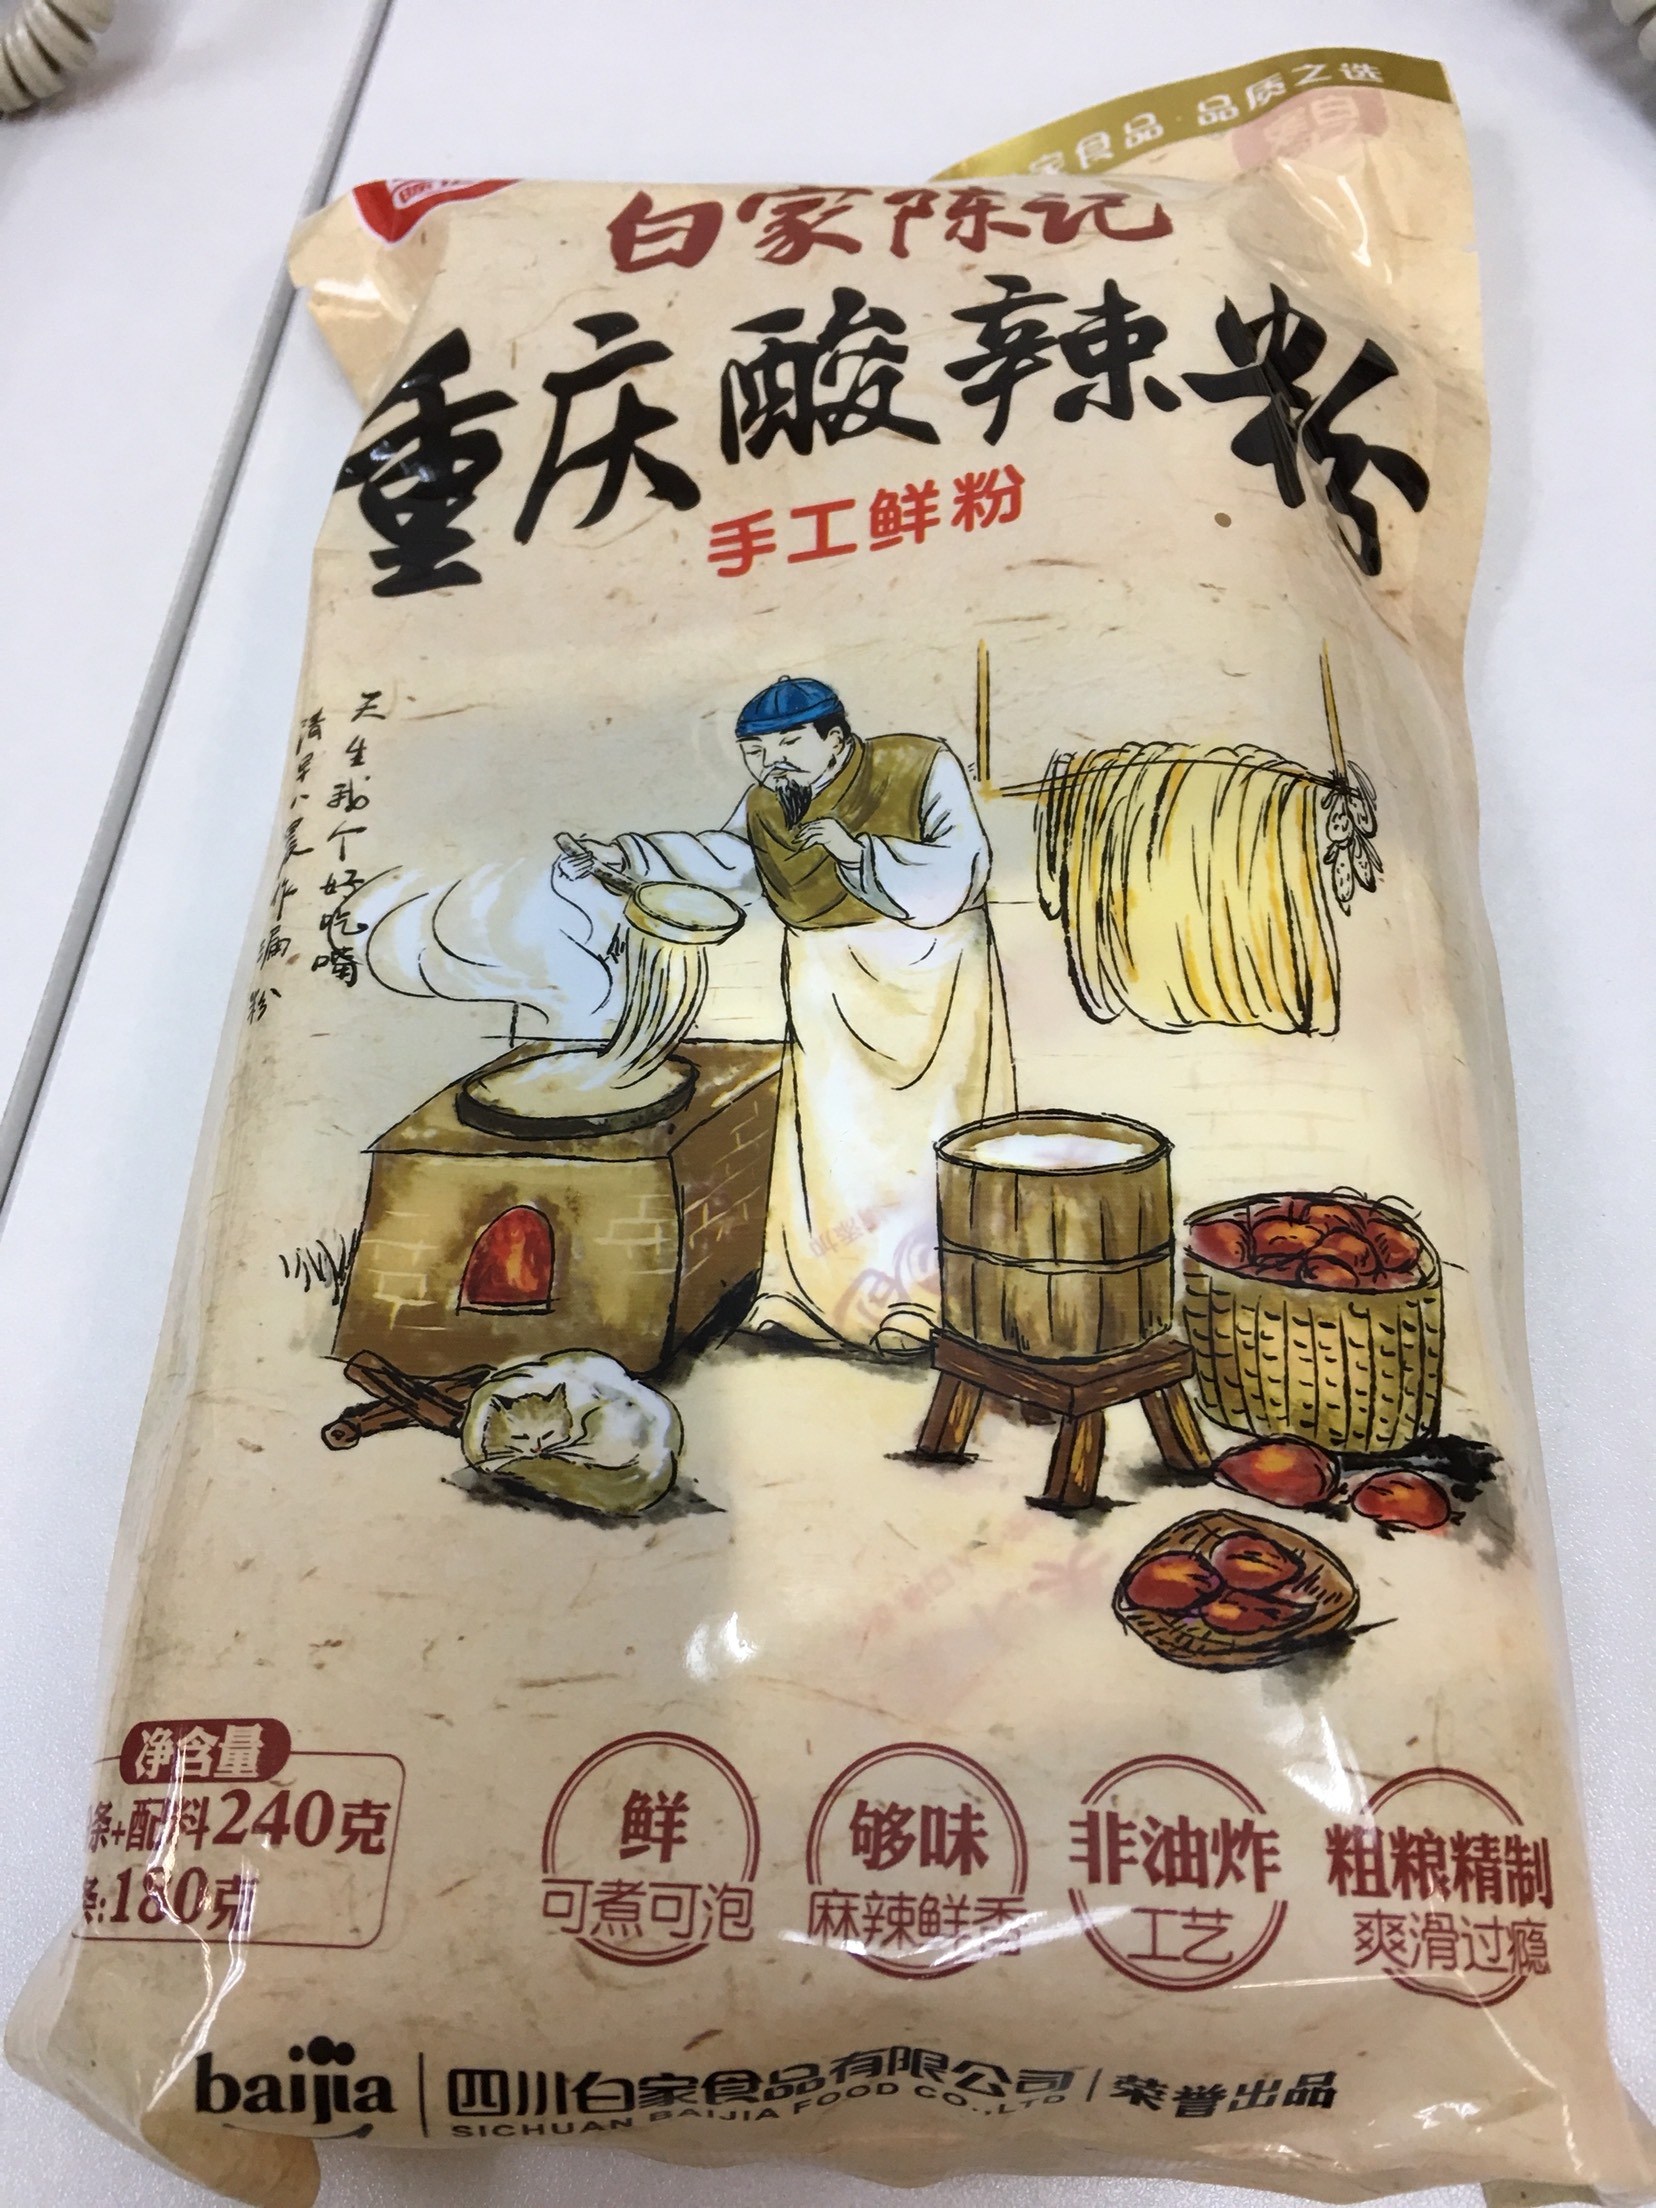 家食品·品质之选
白家陈记
重庆酸辣粉
手工鲜粉
天生我个好吃嘴
清早八晨作漏粉
净含量
条+配料240克
条:180克
鲜
可煮可泡
够味
麻辣鲜香
非油炸
工艺
粗粮精制
爽滑过瘾
baijia
四川白家食品有限公司
SICHUAN BAIJIA FOOD CO.,LTD
荣誉出品